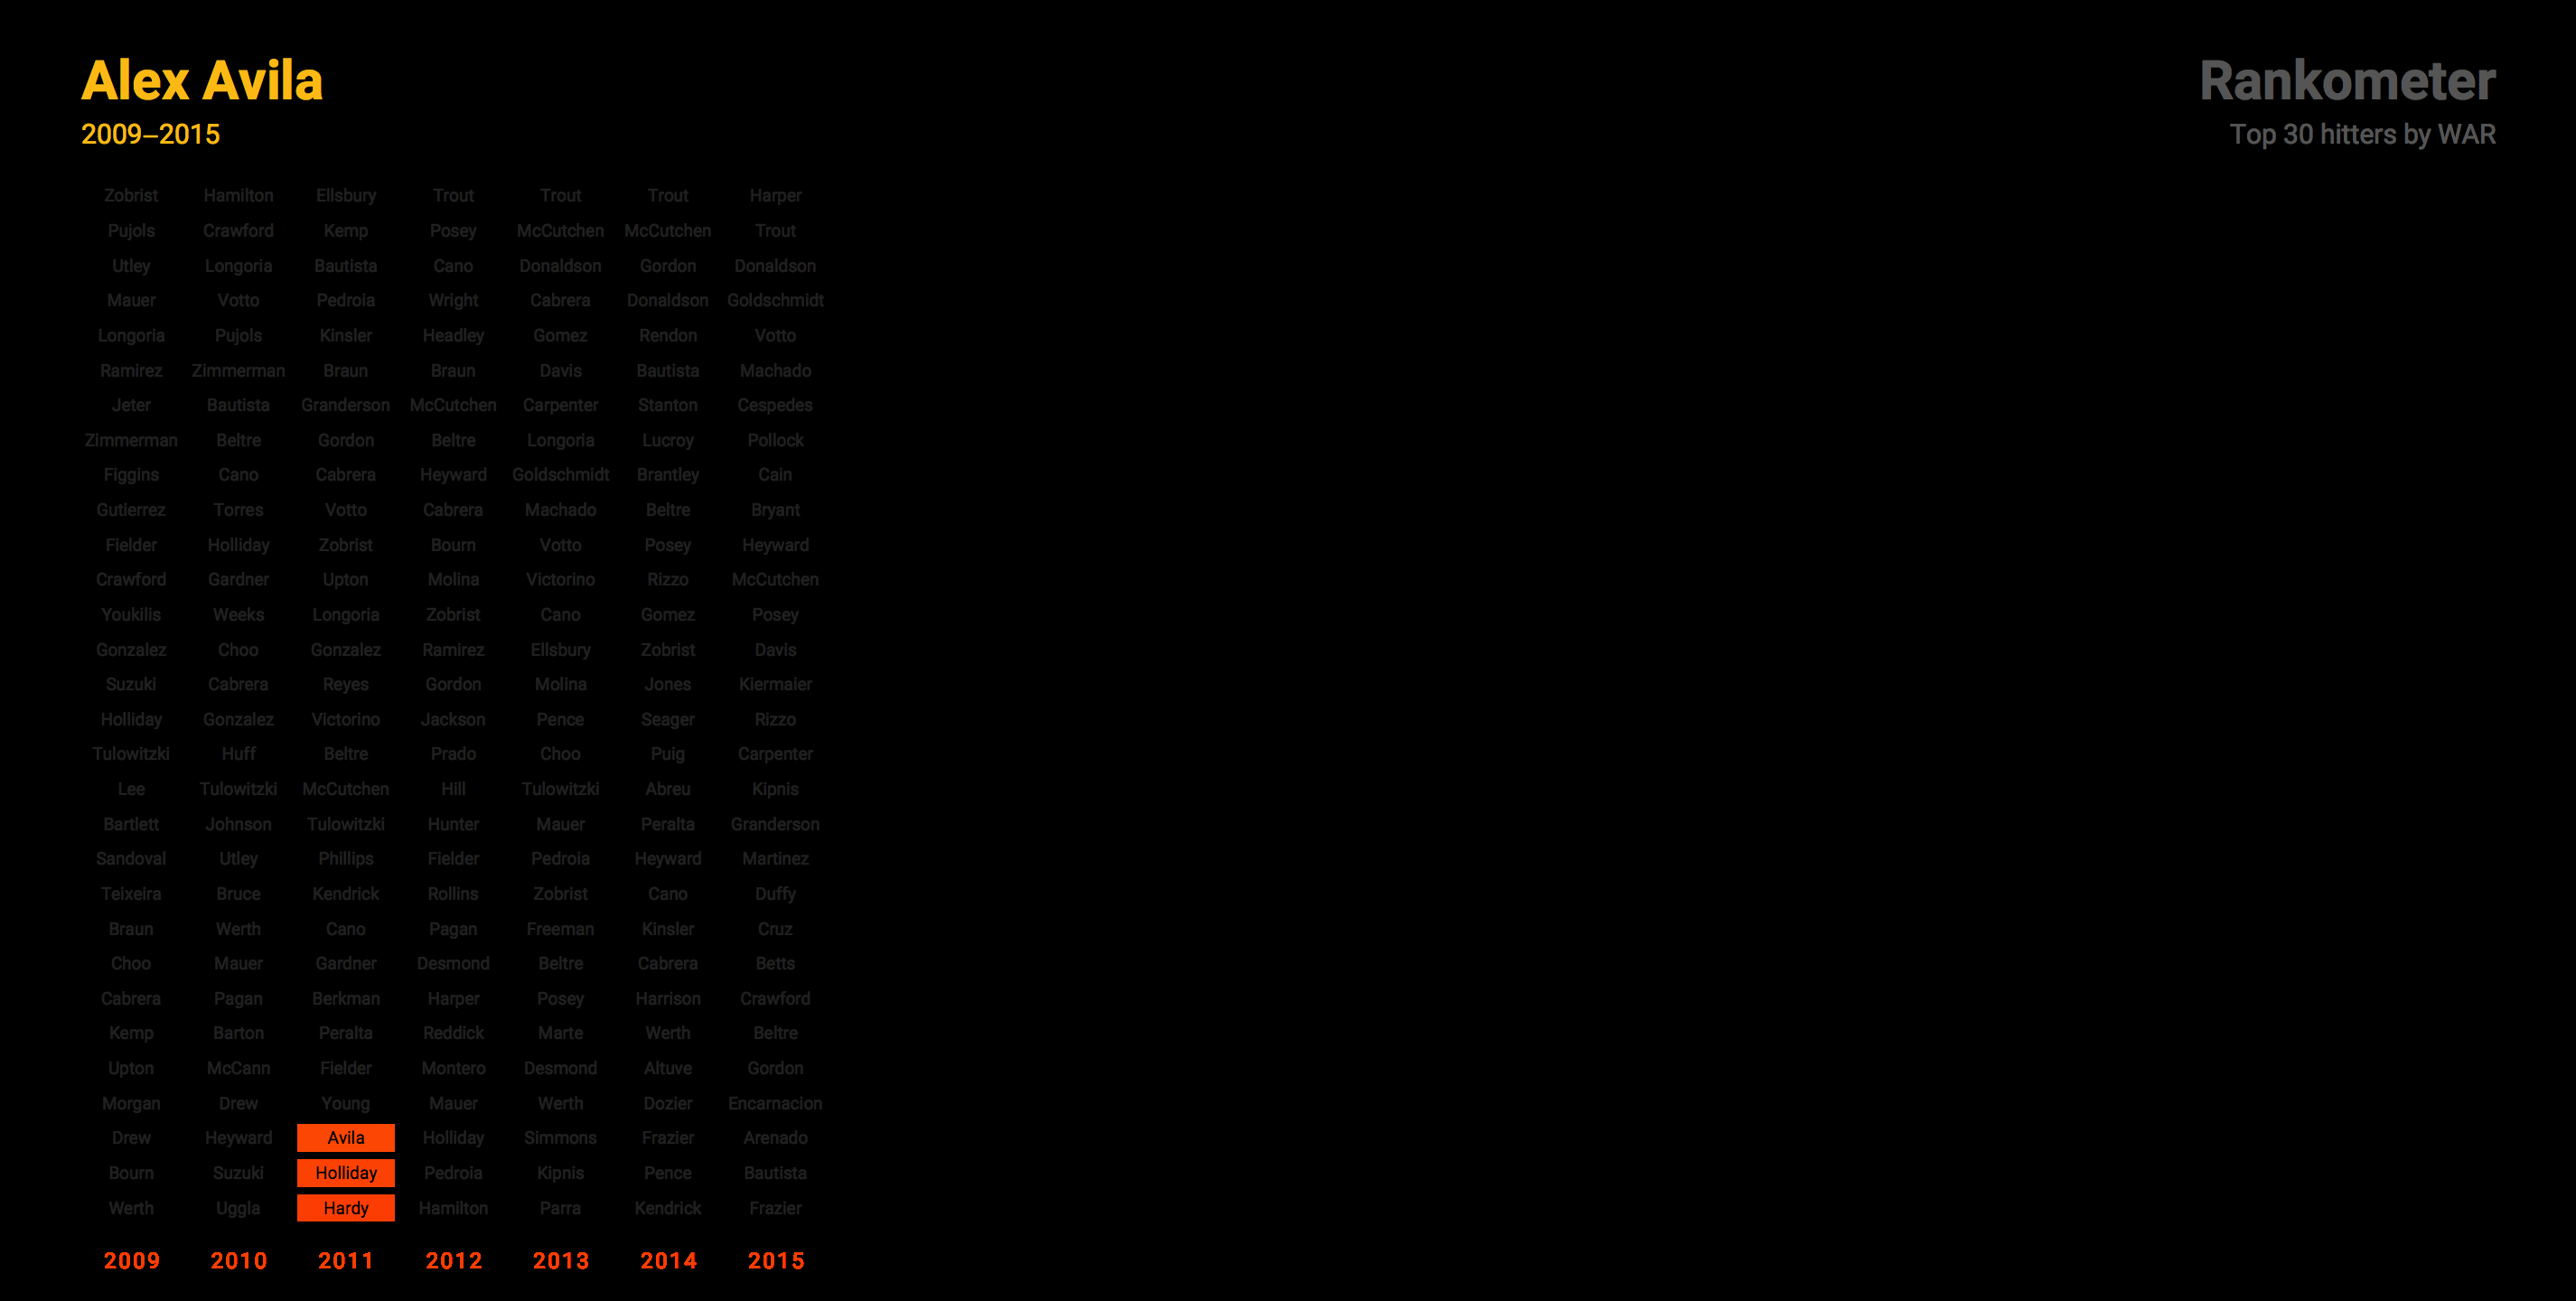 Alex Avila
2009–2015
Rankometer
Top 30 hitters by WAR
Zobrist Hamilton Ellsbury Trout Trout Trout Harper
Pujols Crawford Kemp Posey McCutchen McCutchen Trout
Utley Longoria Bautista Cano Donaldson Gordon Donaldson
Mauer Votto Pedroia Wright Cabrera Donaldson Goldschmidt
Longoria Pujols Kinsler Headley Gomez Rendon Votto
Ramirez Zimmerman Braun Braun Davis Bautista Machado
Jeter Bautista Granderson McCutchen Carpenter Stanton Cespedes
Zimmerman Beltre Gordon Beltre Longoria Lucroy Pollock
Figgins Cano Cabrera Heyward Goldschmidt Brantley Cain
Gutierrez Torres Votto Cabrera Machado Beltre Bryant
Fielder Holliday Zobrist Bourn Votto Posey Heyward
Crawford Gardner Upton Molina Victorino Rizzo McCutchen
Youkilis Weeks Longoria Zobrist Cano Gomez Posey
Gonzalez Choo Gonzalez Ramirez Ellsbury Zobrist Davis
Suzuki Cabrera Reyes Gordon Molina Jones Kiermaier
Holliday Gonzalez Victorino Jackson Pence Seager Rizzo
Tulowitzki Huff Beltre Prado Choo Puig Carpenter
Lee Tulowitzki McCutchen Hill Tulowitzki Abreu Kipnis
Bartlett Johnson Tulowitzki Hunter Mauer Peralta Granderson
Sandoval Utley Phillips Fielder Pedroia Heyward Martinez
Teixeira Bruce Kendrick Rollins Zobrist Cano Duffy
Braun Werth Cano Pagan Freeman Kinsler Cruz
Choo Mauer Gardner Desmond Beltre Cabrera Betts
Cabrera Pagan Berkman Harper Posey Harrison Crawford
Kemp Barton Peralta Reddick Marte Werth Beltre
Upton McCann Fielder Montero Desmond Altuve Gordon
Morgan Drew Young Mauer Werth Dozier Encarnacion
Drew Heyward Avila Holliday Simmons Frazier Arenado
Bourn Suzuki Holliday Pedroia Kipnis Pence Bautista
Werth Uggla Hardy Hamilton Parra Kendrick Frazier
2009 2010 2011 2012 2013 2014 2015